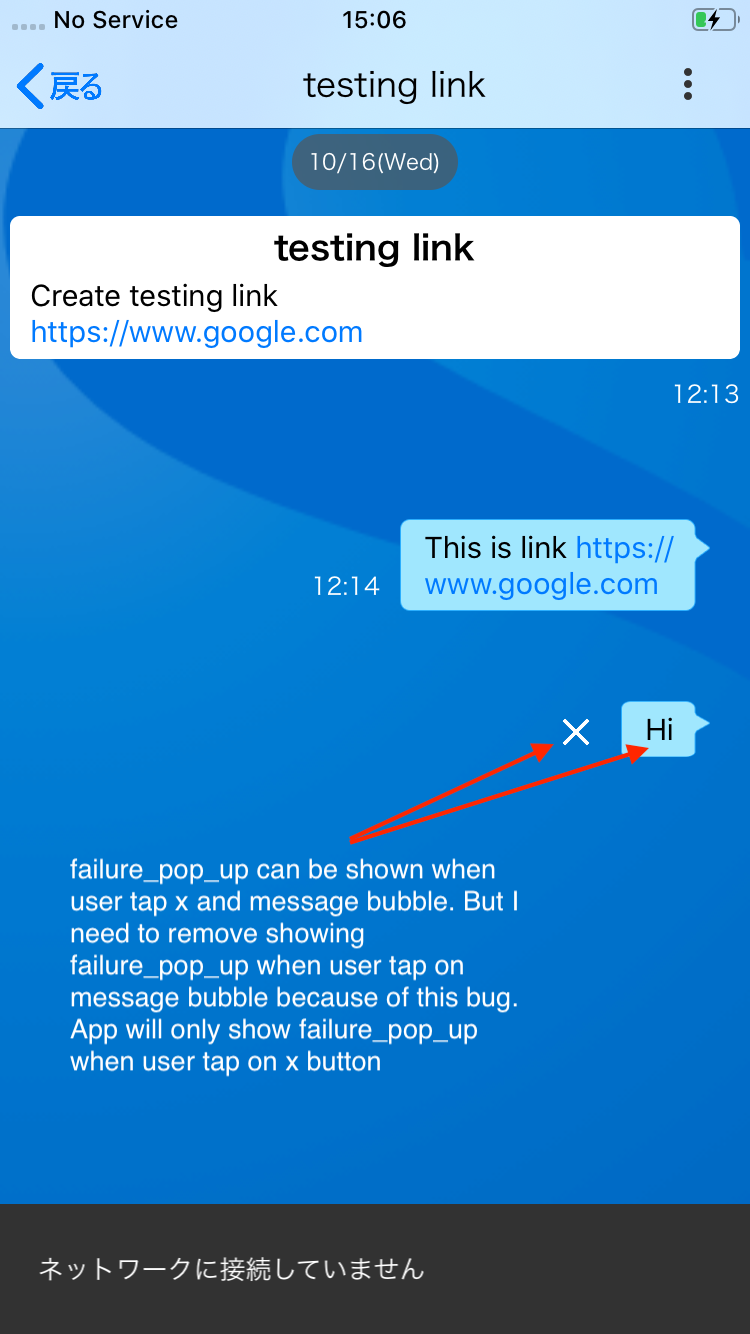 No Service 15:06
戻る testing link
10/16(Wed)
testing link
Create testing link
https://www.google.com
12:13
This is link https://
www.google.com
12:14
Hi
failure_pop_up can be shown when
user tap x and message bubble. But I
need to remove showing
failure_pop_up when user tap on
message bubble because of this bug.
App will only show failure_pop_up
when user tap on x button
ネットワークに接続していません